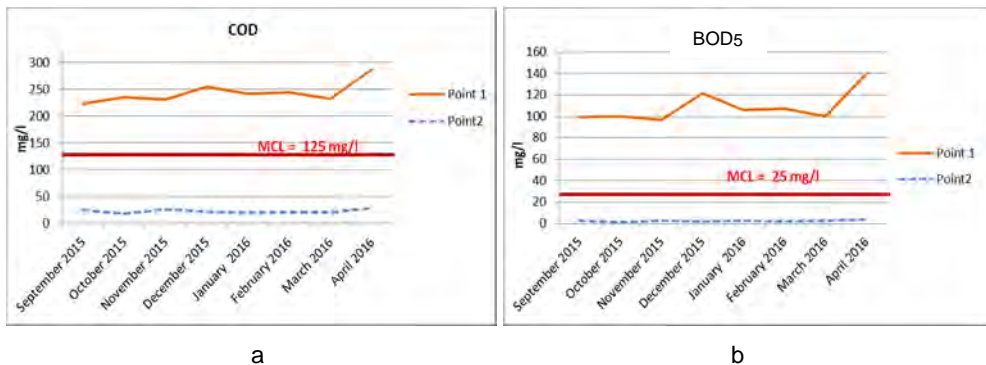 COD
300
250
200
150
100
50
0
mg/l
MCL = 125 mg/l
Point 1
Point2
September 2015
October 2015
November 2015
December 2015
January 2016
February 2016
March 2016
April 2016
a
BOD5
160
140
120
100
80
60
40
20
0
mg/l
MCL = 25 mg/l
Point 1
Point2
September 2015
October 2015
November 2015
December 2015
January 2016
February 2016
March 2016
April 2016
b